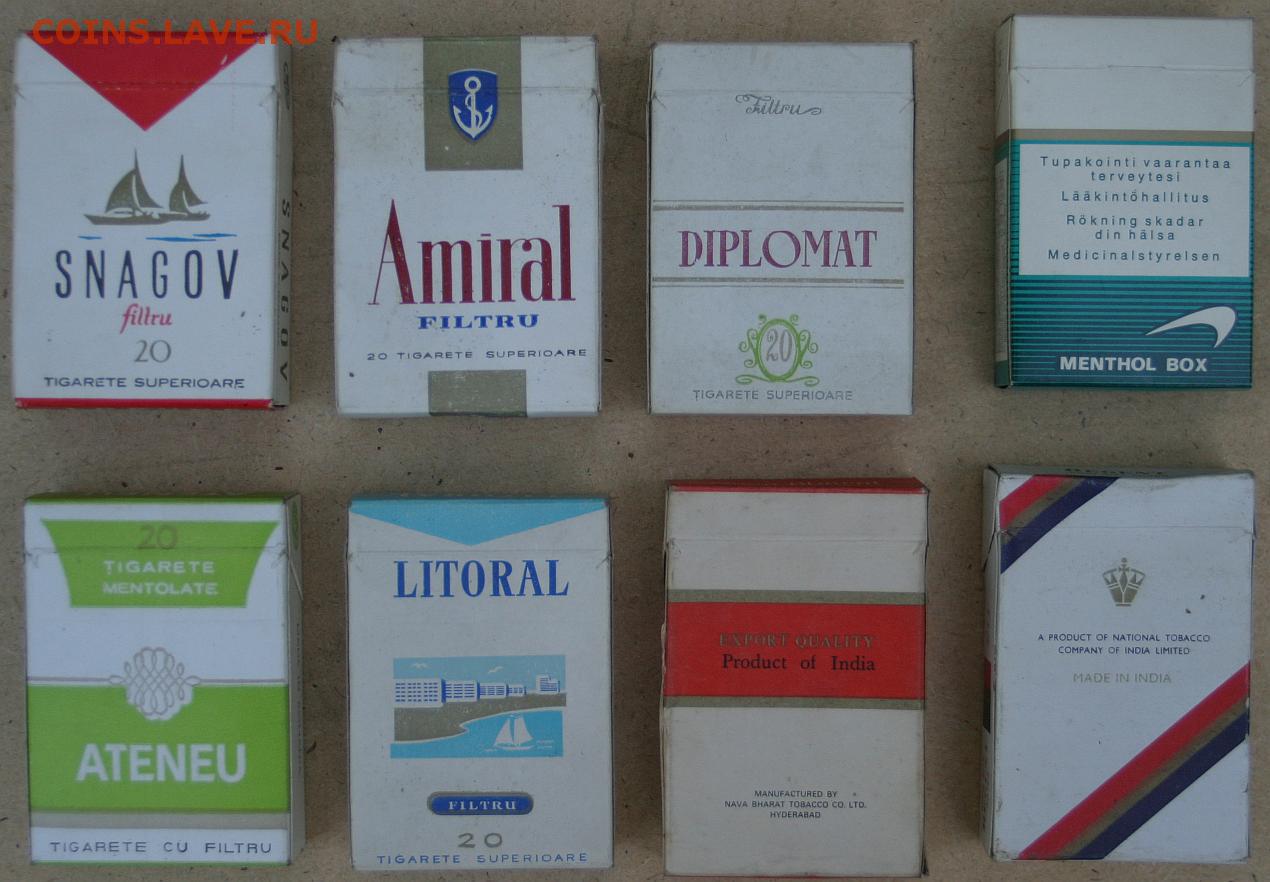 COINS.LAVE.RU
SNAGOV
filtru
20
TIGARETE SUPERIOARE
SNAGOV
Amiral
FILTRU
20 TIGARETE SUPERIOARE
Filtru
DIPLOMAT
20
ȚIGARETE SUPERIOARE
Tupakointi vaarantaa
terveytesi
Lääkintöhallitus
Rökning skadar
din hälsa
Medicinalstyrelsen
MENTHOL BOX
20
ȚIGARETE
MENTOLATE
ATENEU
ȚIGARETE CU FILTRU
LITORAL
FILTRU
20
TIGARETE SUPERIOARE
EXPORT QUALITY
Product of India
MANUFACTURED BY
NAVA BHARAT TOBACCO CO. LTD.
HYDERABAD
A PRODUCT OF NATIONAL TOBACCO
COMPANY OF INDIA LIMITED
MADE IN INDIA